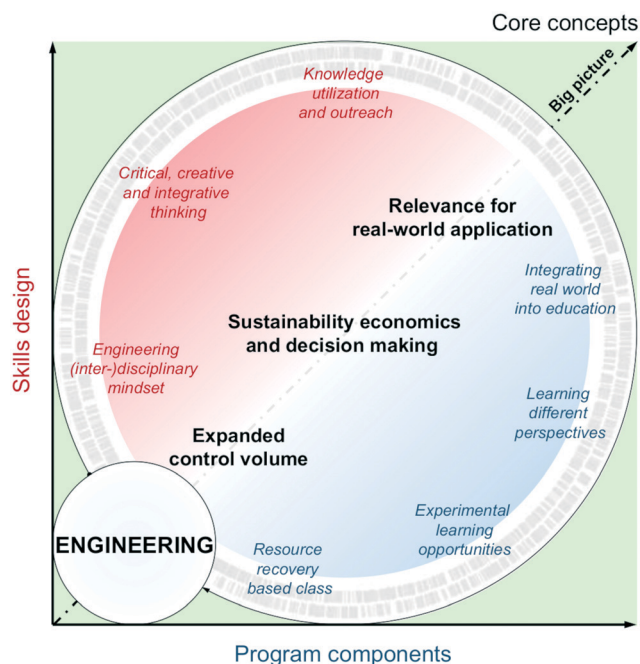 Core concepts
Big picture
Knowledge
utilization
and outreach
Critical, creative
and integrative
thinking
Relevance for
real-world application
Integrating
real world
into education
Skills design
Sustainability economics
and decision making
Engineering
(inter-)disciplinary
mindset
Learning
different
perspectives
Expanded
control volume
Experimental
learning
opportunities
ENGINEERING
Resource
recovery
based class
Program components